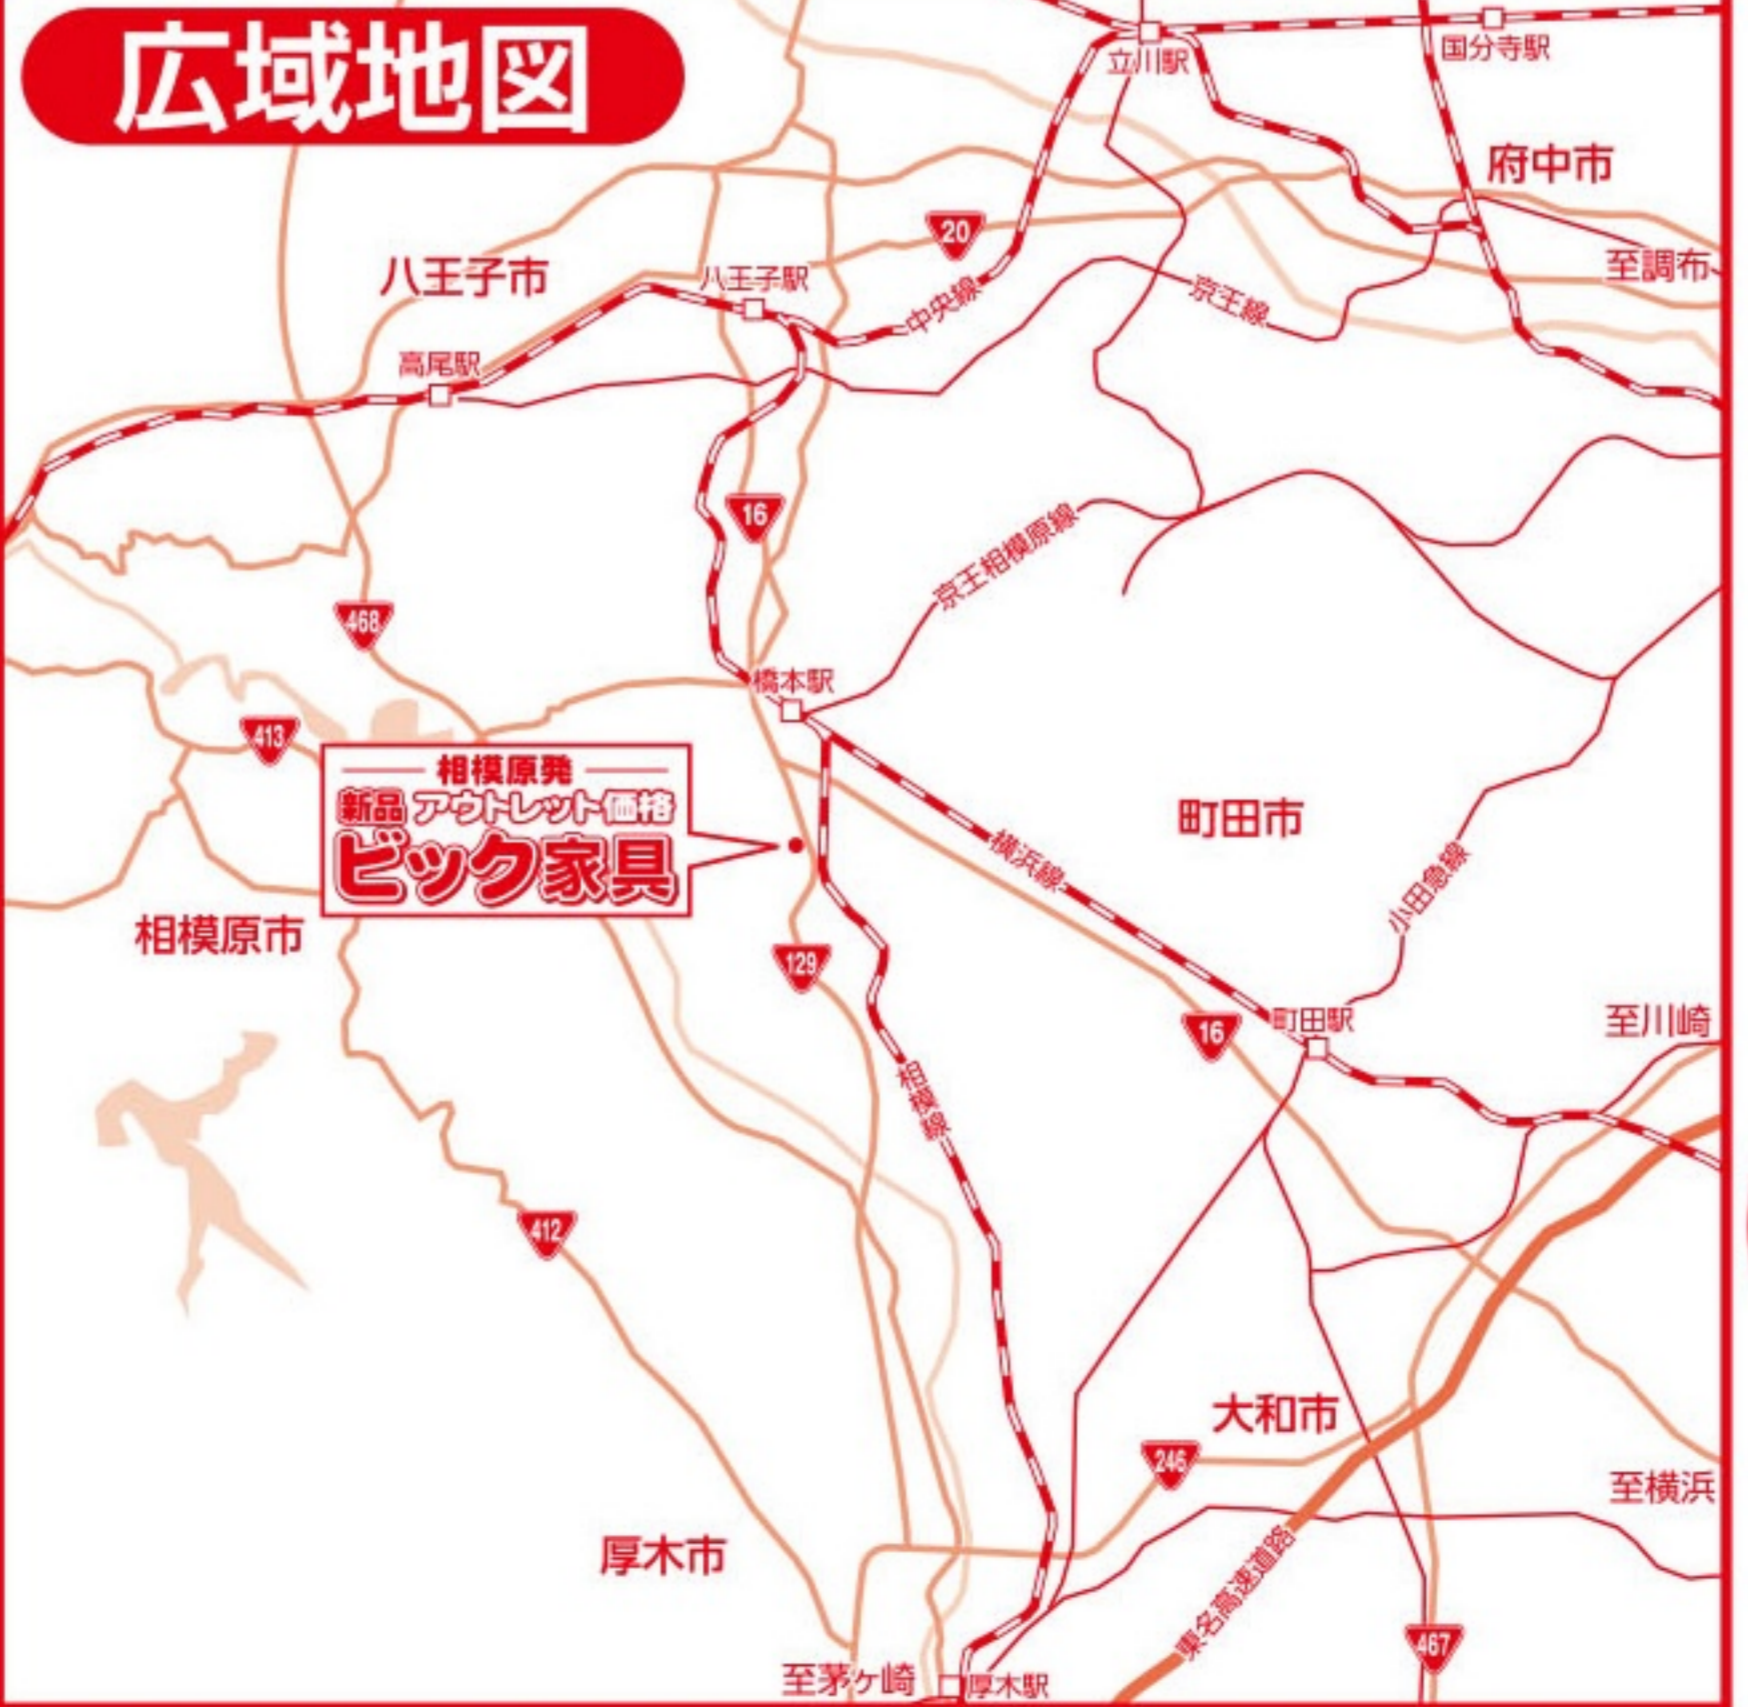 広域地図
立川駅
国分寺駅
府中市
20
至調布
八王子市
八王子駅
中央線
京王線
高尾駅
16
京王相模原線
468
橋本駅
413
相模原発
新品 アウトレット価格
ビック家具
町田市
横浜線
小田急線
相模原市
129
16
町田駅
至川崎
相模線
412
大和市
246
至横浜
厚木市
東名高速道路
467
至茅ヶ崎
厚木駅